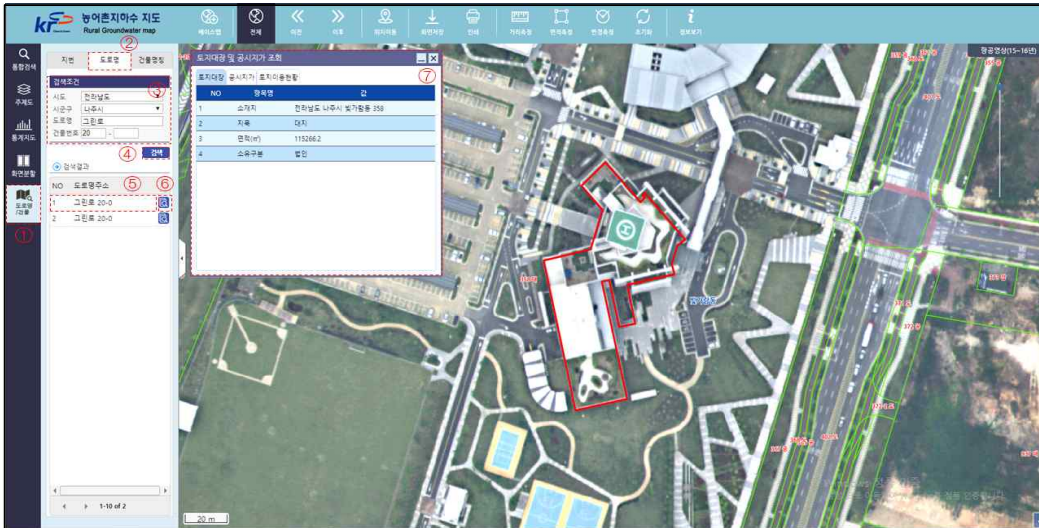 농어촌지하수 지도
Rural Groundwater map
베이스맵
전체
이전
이후
위치이동
화면저장
인쇄
거리측정
면적측정
반경측정
초기화
정보보기
통합검색
주제도
통계지도
화면분할
도로명
/건물
①
②
지번 도로명 건물명칭
검색조건
③
시도 전라남도
시군구 나주시
도로명 그린로
건물번호 20 -
④ 검색
검색결과
⑤ ⑥
NO 도로명주소
1 그린로 20-0
2 그린로 20-0
1-10 of 2
토지대장 및 공시지가 조회
⑦
토지대장 공시지가 토지이용현황
NO 항목명 값
1 소재지 전라남도 나주시 빛가람동 358
2 지목 대지
3 면적(㎡) 115266.2
4 소유구분 법인
항공영상(15~16년)
H
빛가람동
20 m